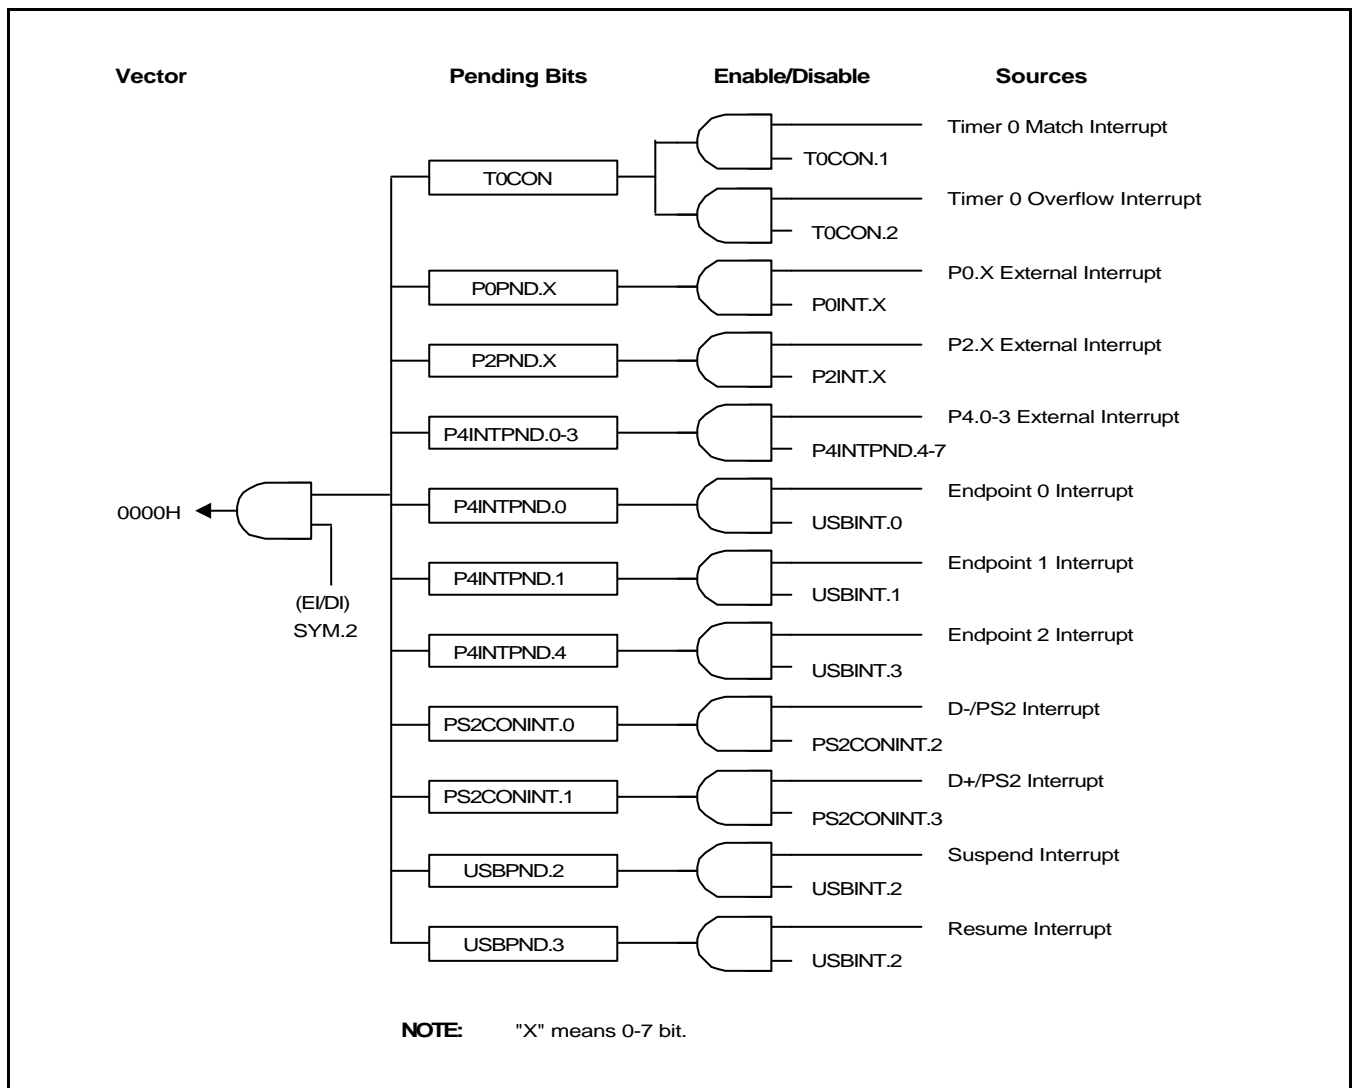 Vector Pending Bits Enable/Disable Sources
Timer 0 Match Interrupt
T0CON.1
T0CON
Timer 0 Overflow Interrupt
T0CON.2
P0.X External Interrupt
P0PND.X
P0INT.X
P2.X External Interrupt
P2PND.X
P2INT.X
P4.0-3 External Interrupt
P4INTPND.0-3
P4INTPND.4-7
Endpoint 0 Interrupt
P4INTPND.0
0000H
USBINT.0
Endpoint 1 Interrupt
P4INTPND.1
USBINT.1
(EI/DI)
SYM.2
Endpoint 2 Interrupt
P4INTPND.4
USBINT.3
D-/PS2 Interrupt
PS2CONINT.0
PS2CONINT.2
D+/PS2 Interrupt
PS2CONINT.1
PS2CONINT.3
Suspend Interrupt
USBPND.2
USBINT.2
Resume Interrupt
USBPND.3
USBINT.2
NOTE: "X" means 0-7 bit.